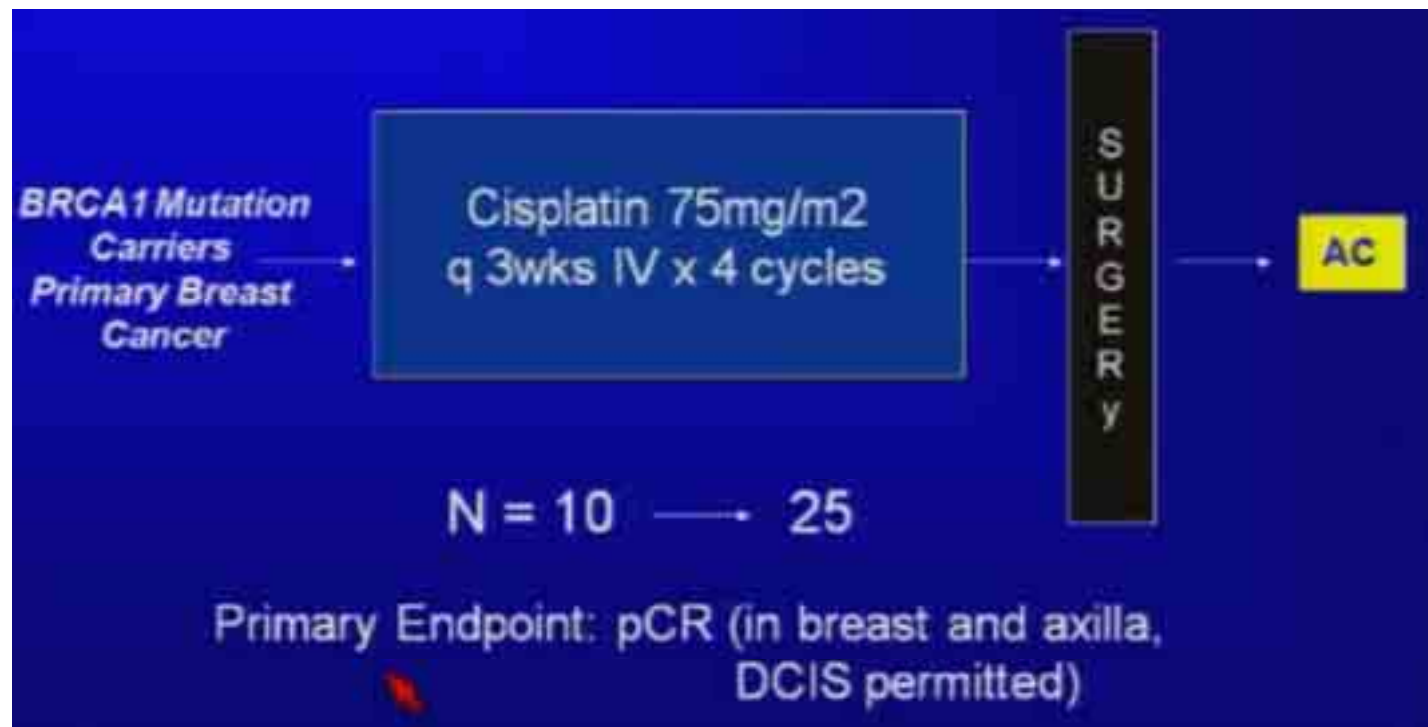 BRCA1 Mutation
Carriers
Primary Breast
Cancer
Cisplatin 75mg/m2
q 3wks IV x 4 cycles
SURGERy
AC
N = 10 → 25
Primary Endpoint: pCR (in breast and axilla,
DCIS permitted)